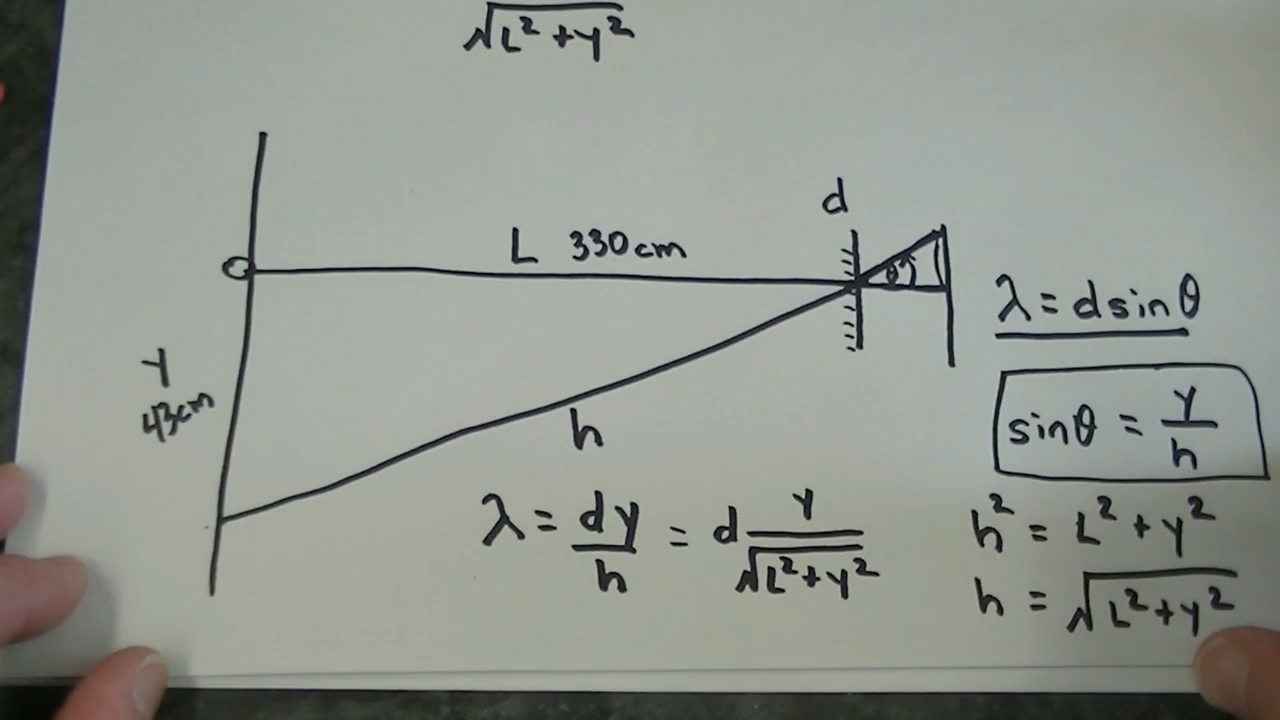 √L²+y²
d
L 330cm
θ
λ = d sin θ
Y
43cm
sin θ = Y/h
h
λ = dy/h = d Y/√L²+y²
h² = L²+y²
h = √L²+y²